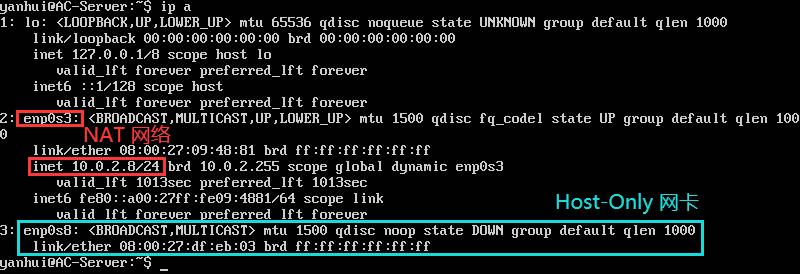 yanhui@AC-Server:~$ ip a
1: lo: <LOOPBACK,UP,LOWER_UP> mtu 65536 qdisc noqueue state UNKNOWN group default qlen 1000
link/loopback 00:00:00:00:00:00 brd 00:00:00:00:00:00
inet 127.0.0.1/8 scope host lo
valid_lft forever preferred_lft forever
inet6 ::1/128 scope host
valid_lft forever preferred_lft forever
2: enp0s3: <BROADCAST,MULTICAST,UP,LOWER_UP> mtu 1500 qdisc fq_codel state UP group default qlen 100
0
NAT 网络
link/ether 08:00:27:09:48:81 brd ff:ff:ff:ff:ff:ff
inet 10.0.2.8/24 brd 10.0.2.255 scope global dynamic enp0s3
valid_lft 1013sec preferred_lft 1013sec
inet6 fe80::a00:27ff:fe09:4881/64 scope link
valid_lft forever preferred_lft forever
Host-Only 网卡
3: enp0s8: <BROADCAST,MULTICAST> mtu 1500 qdisc noop state DOWN group default qlen 1000
link/ether 08:00:27:df:eb:03 brd ff:ff:ff:ff:ff:ff
yanhui@AC-Server:~$ _